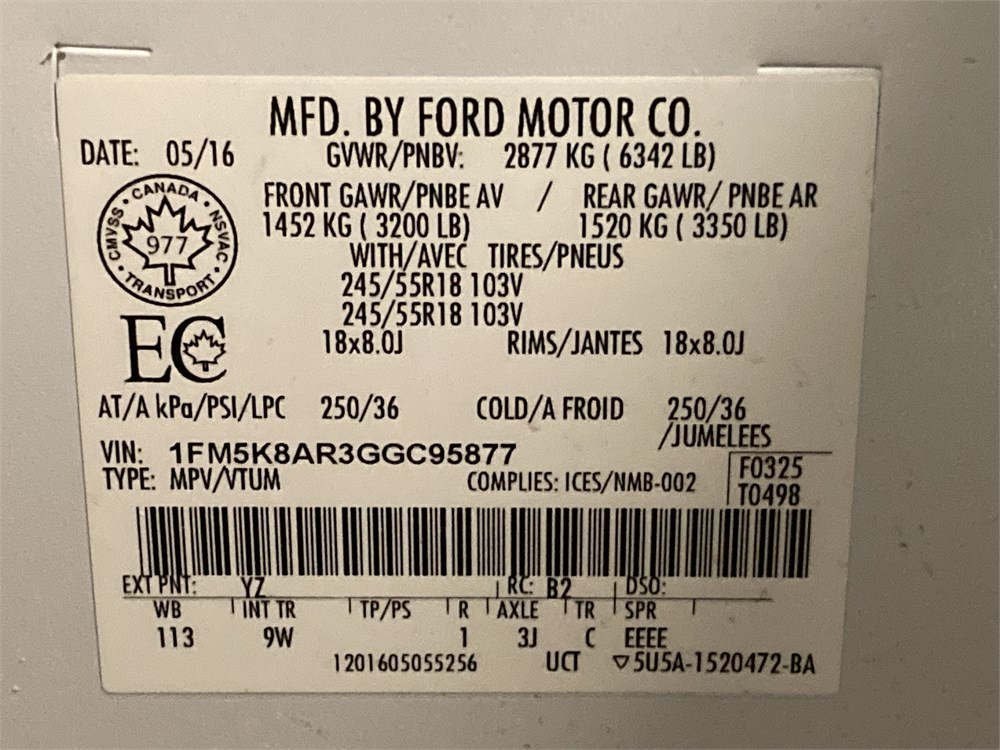 MFD. BY FORD MOTOR CO.
DATE: 05/16 GVWR/PNBV: 2877 KG ( 6342 LB)
FRONT GAWR/PNBE AV / REAR GAWR/ PNBE AR
1452 KG ( 3200 LB) 1520 KG ( 3350 LB)
WITH/AVEC TIRES/PNEUS
245/55R18 103V
245/55R18 103V
18x8.0J RIMS/JANTES 18x8.0J
CANADA
CMVSS • NSVAC
977
TRANSPORT
EC
AT/A kPa/PSI/LPC 250/36 COLD/A FROID 250/36
/JUMELEES
VIN: 1FM5K8AR3GGC95877
TYPE: MPV/VTUM COMPLIES: ICES/NMB-002
F0325
T0498
EXT PNT: YZ RC: B2 DSO:
WB INT TR TP/PS R AXLE TR SPR
113 9W 1 3J C EEEE
1201605055256 UCT ▽5U5A-1520472-BA